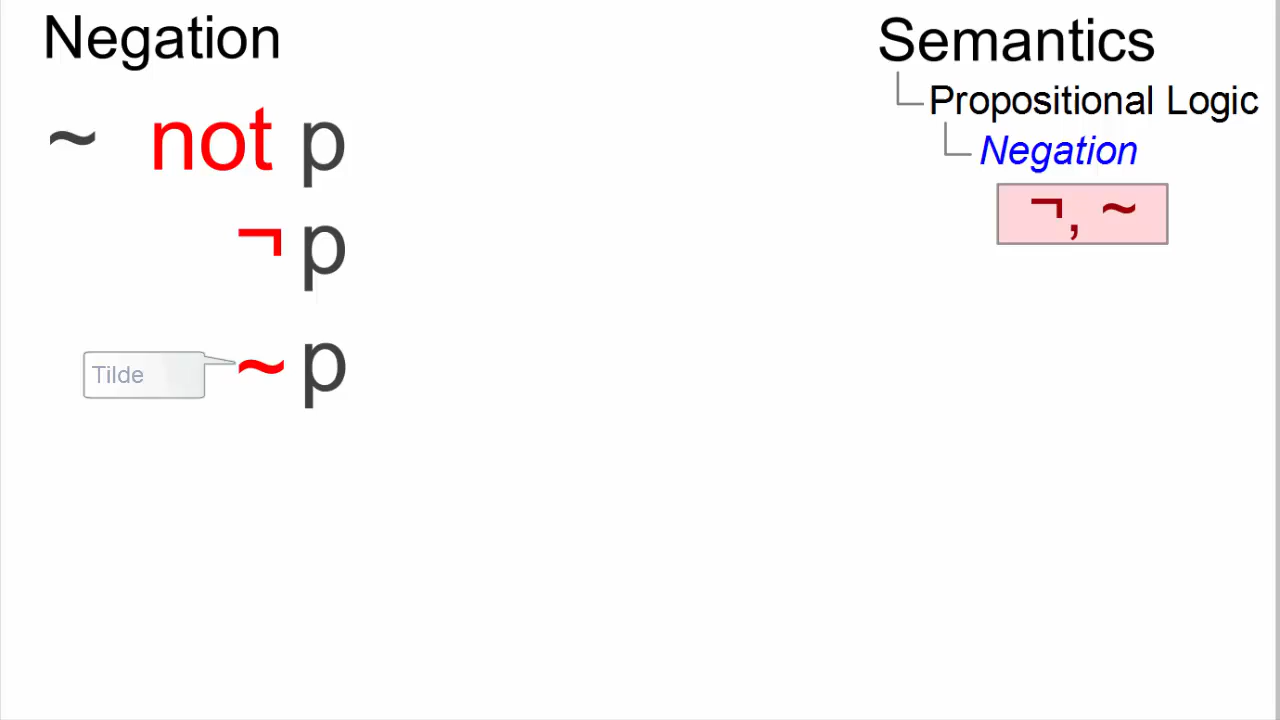 Negation
~ not p
¬ p
Tilde ~ p
Semantics
Propositional Logic
Negation
¬, ~